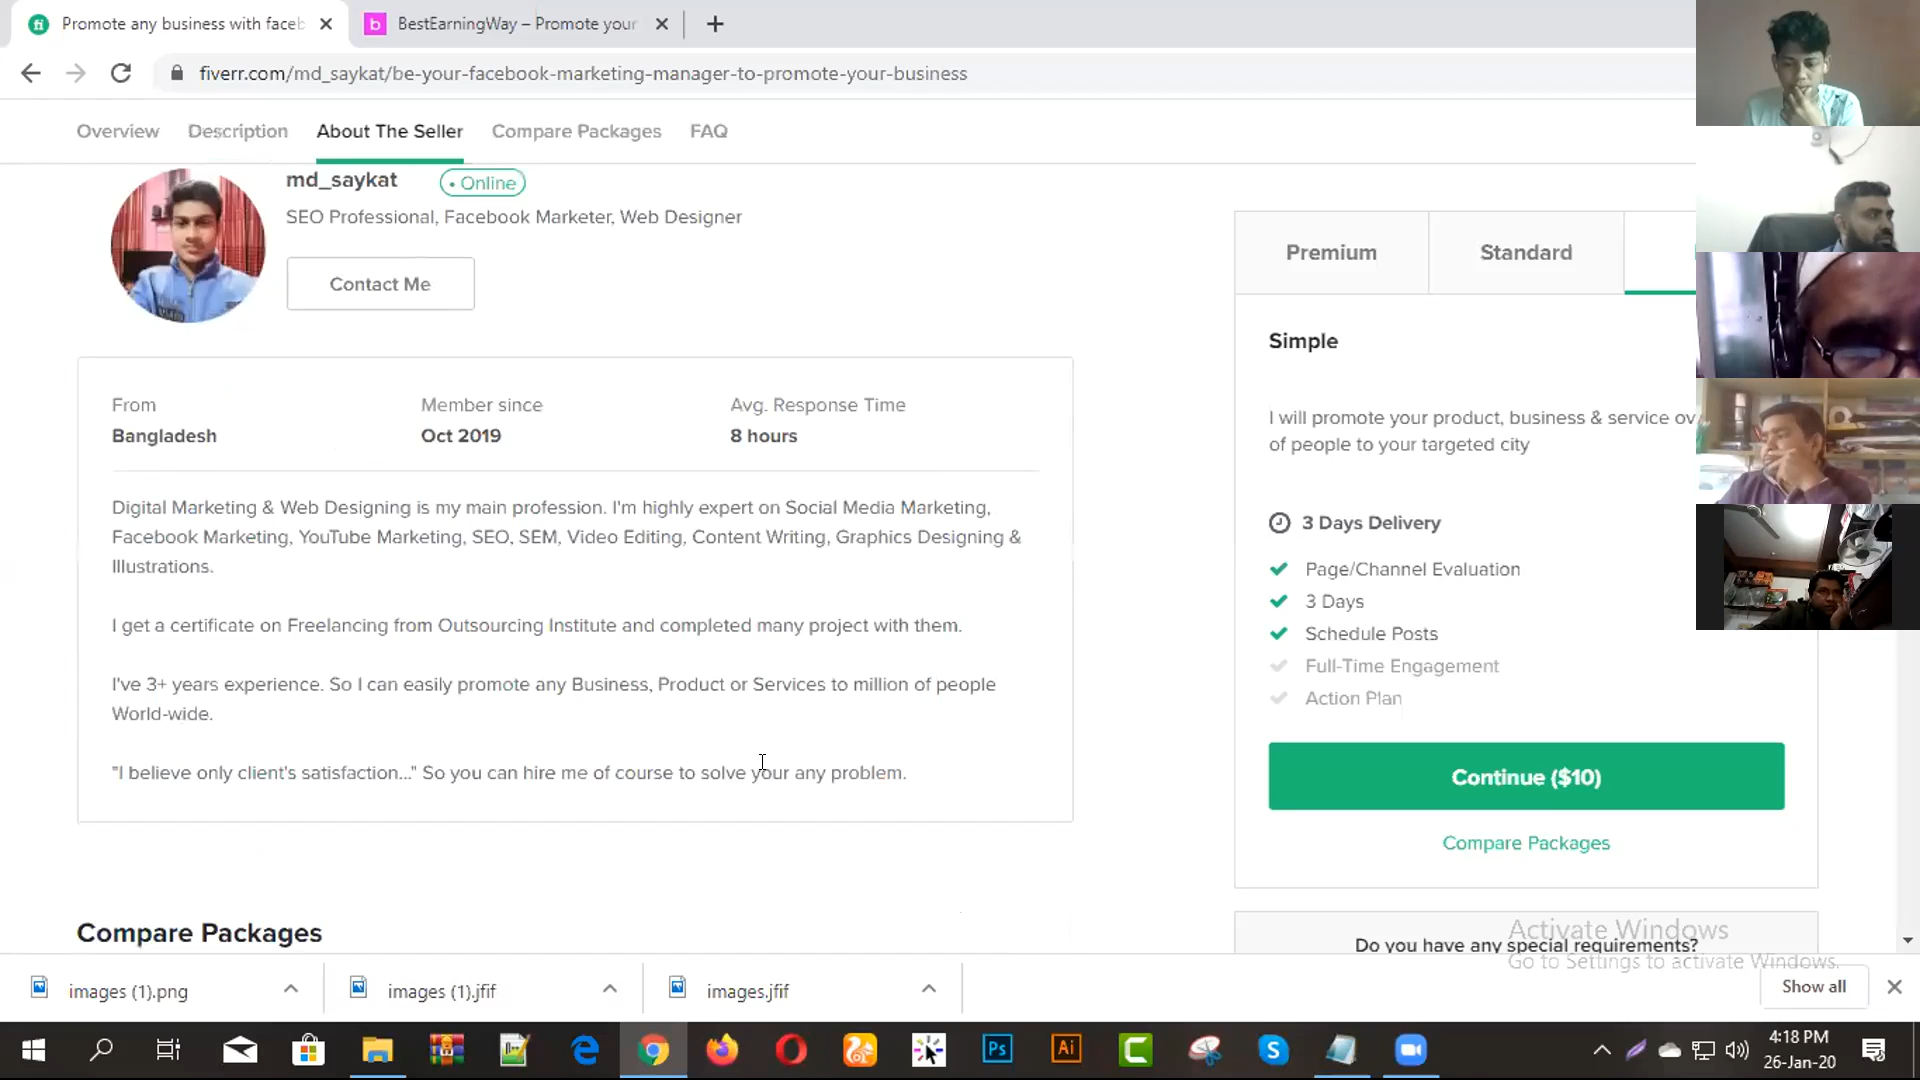 Promote any business with faceb
BestEarningWay – Promote your
fiverr.com/md_saykat/be-your-facebook-marketing-manager-to-promote-your-business
Overview
Description
About The Seller
Compare Packages
FAQ
md_saykat
• Online
SEO Professional, Facebook Marketer, Web Designer
Contact Me
From
Bangladesh
Member since
Oct 2019
Avg. Response Time
8 hours
Digital Marketing & Web Designing is my main profession. I'm highly expert on Social Media Marketing,
Facebook Marketing, YouTube Marketing, SEO, SEM, Video Editing, Content Writing, Graphics Designing &
Illustrations.
I get a certificate on Freelancing from Outsourcing Institute and completed many project with them.
I've 3+ years experience. So I can easily promote any Business, Product or Services to million of people
World-wide.
"I believe only client's satisfaction..." So you can hire me of course to solve your any problem.
Compare Packages
Premium
Standard
Simple
I will promote your product, business & service ov
of people to your targeted city
3 Days Delivery
Page/Channel Evaluation
3 Days
Schedule Posts
Full-Time Engagement
Action Plan
Continue ($10)
Compare Packages
Do you have any special requirements?
Activate Windows
Go to Settings to activate Windows.
images (1).png
images (1).jfif
images.jfif
Show all
Ps
Ai
4:18 PM
26-Jan-20